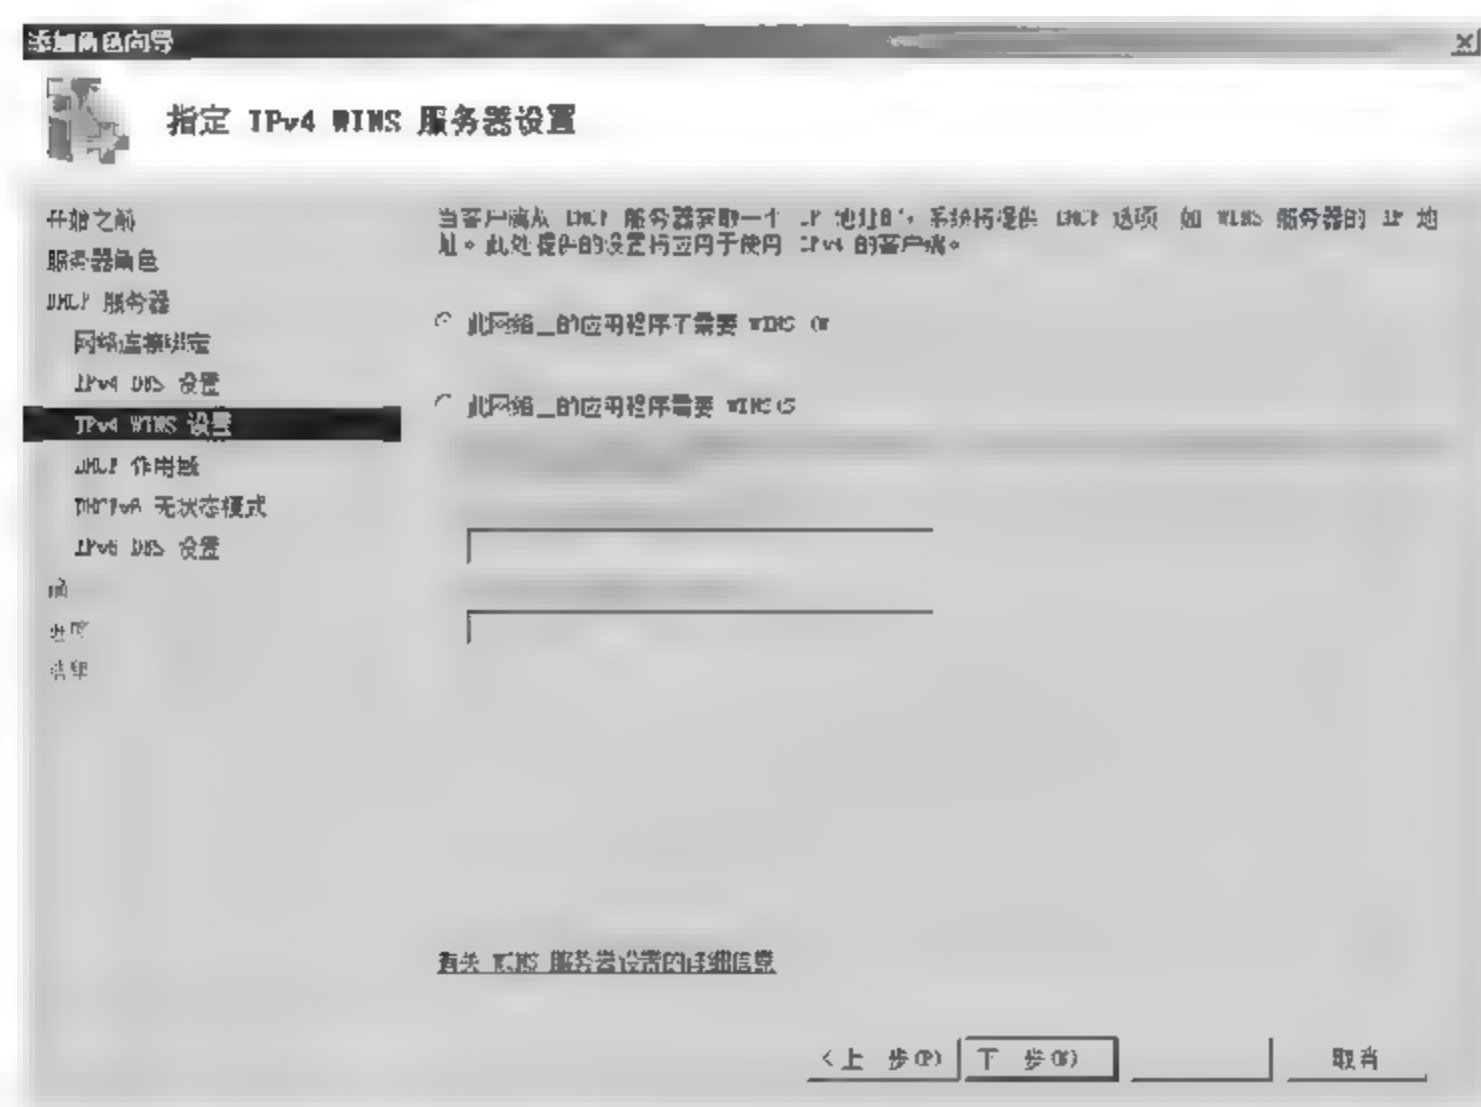 添加角色向导
指定 IPv4 WINS 服务器设置
开始之前
服务器角色
DHCP 服务器
网络连接绑定
IPv4 DNS 设置
IPv4 WINS 设置
DHCP 作用域
DHCPv6 无状态模式
IPv6 DNS 设置
进度
结果
当客户端从 DHCP 服务器获取一个 IP 地址时，系统将提供 DHCP 选项 如 WINS 服务器的 IP 地
址。此处提供的设置将应用于使用 IPv4 的客户端。
此网络上的应用程序不需要 WINS (W)
此网络上的应用程序需要 WINS(S)
有关 WINS 服务器设置的详细信息
<上 步(P)
下 步(N)
取消